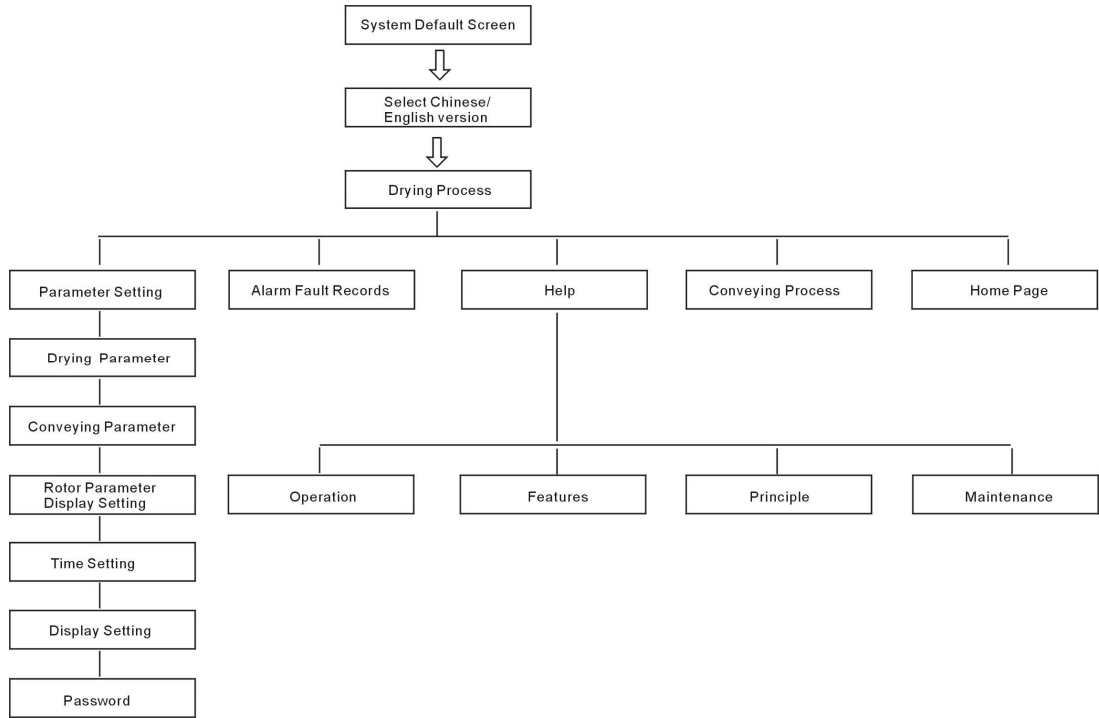 System Default Screen
Select Chinese/
English version
Drying Process
Parameter Setting
Alarm Fault Records
Help
Conveying Process
Home Page
Drying Parameter
Conveying Parameter
Rotor Parameter
Display Setting
Operation
Features
Principle
Maintenance
Time Setting
Display Setting
Password